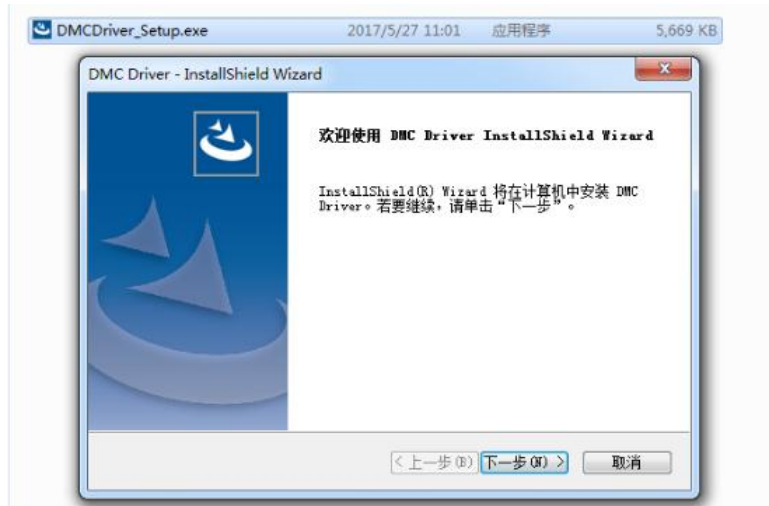 DMCDriver_Setup.exe 2017/5/27 11:01 应用程序 5,669 KB
DMC Driver - InstallShield Wizard
欢迎使用 DMC Driver InstallShield Wizard
InstallShield(R) Wizard 将在计算机中安装 DMC
Driver。若要继续，请单击“下一步”。
< 上一步(B) 下一步(N) > 取消